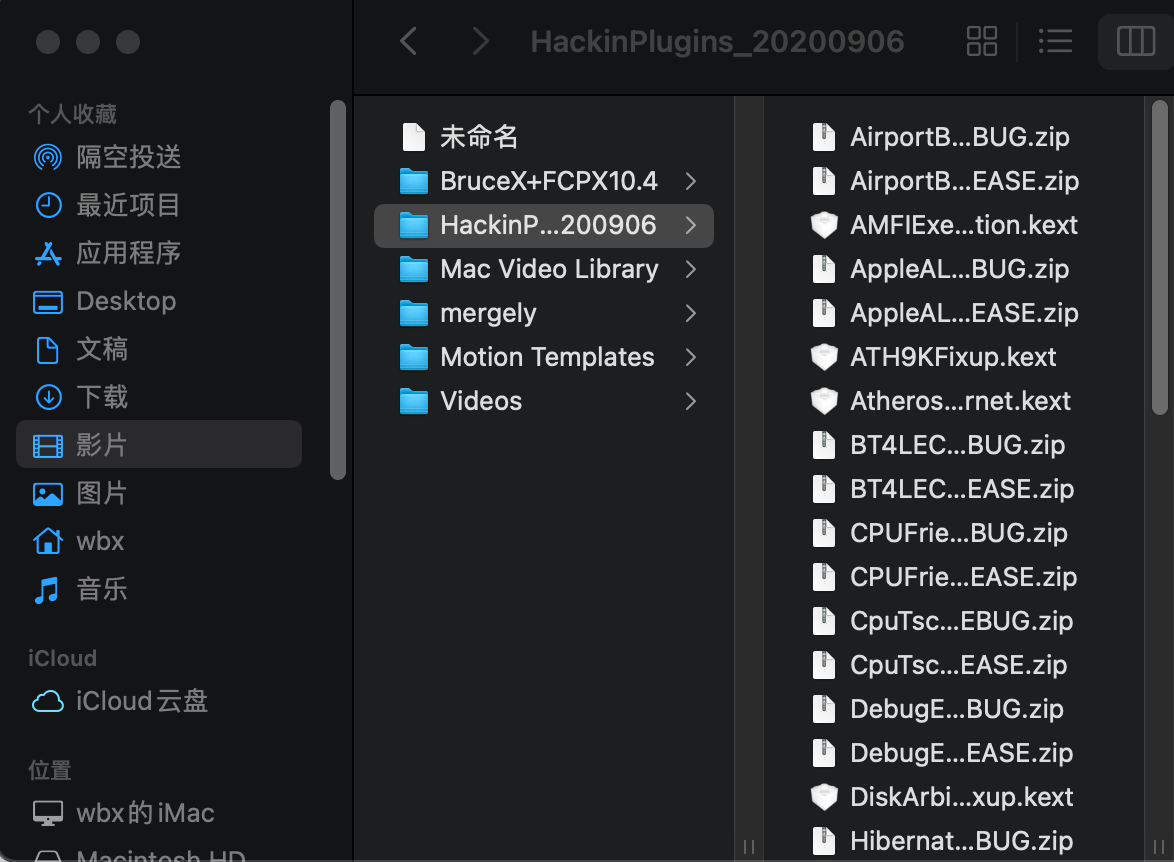 HackinPlugins_20200906
个人收藏
隔空投送
最近项目
应用程序
Desktop
文稿
下载
影片
图片
wbx
音乐
iCloud
iCloud云盘
位置
wbx的iMac
Macintosh HD
未命名
BruceX+FCPX10.4
HackinP...200906
Mac Video Library
mergely
Motion Templates
Videos
AirportB...BUG.zip
AirportB...EASE.zip
AMFIExe...tion.kext
AppleAL...BUG.zip
AppleAL...EASE.zip
ATH9KFixup.kext
Atheros...rnet.kext
BT4LEC...BUG.zip
BT4LEC...EASE.zip
CPUFrie...BUG.zip
CPUFrie...EASE.zip
CpuTsc...EBUG.zip
CpuTsc...EASE.zip
DebugE...BUG.zip
DebugE...EASE.zip
DiskArbi...xup.kext
Hibernat...BUG.zip